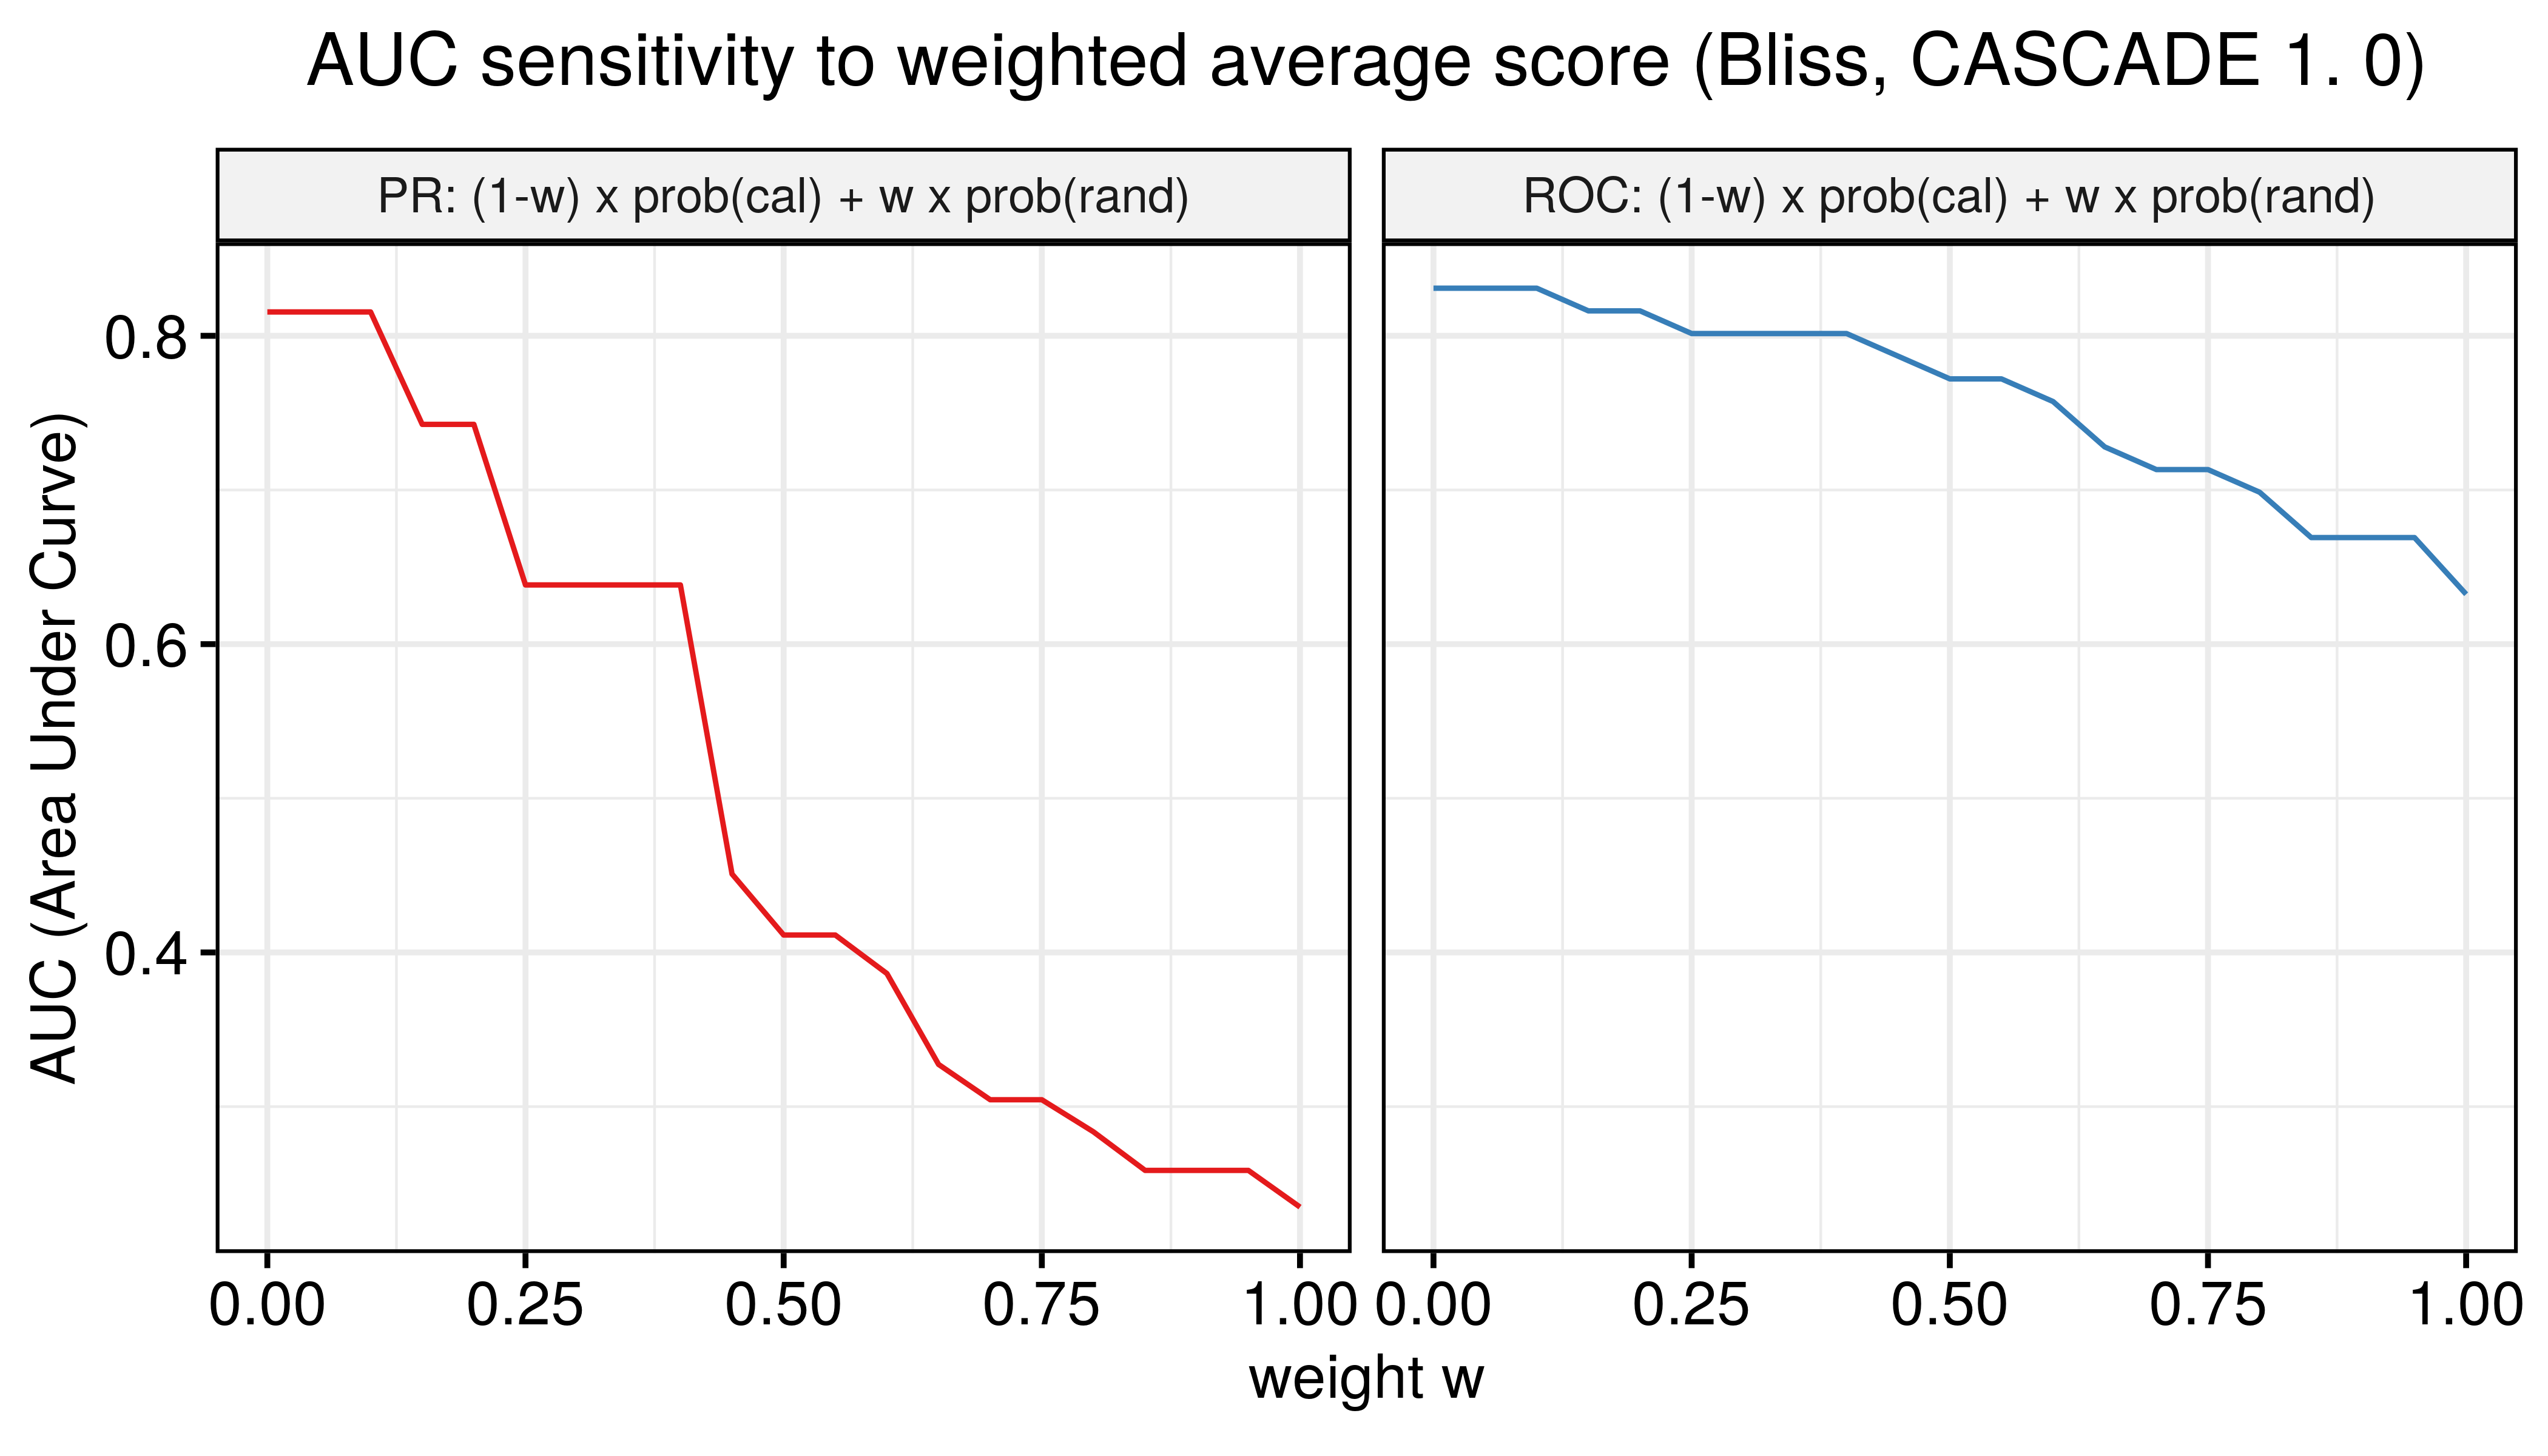 AUC sensitivity to weighted average score (Bliss, CASCADE 1. 0)
PR: (1-w) x prob(cal) + w x prob(rand)
ROC: (1-w) x prob(cal) + w x prob(rand)
AUC (Area Under Curve)
0.8
0.6
0.4
0.00 0.25 0.50 0.75 1.00 0.00 0.25 0.50 0.75 1.00
weight w